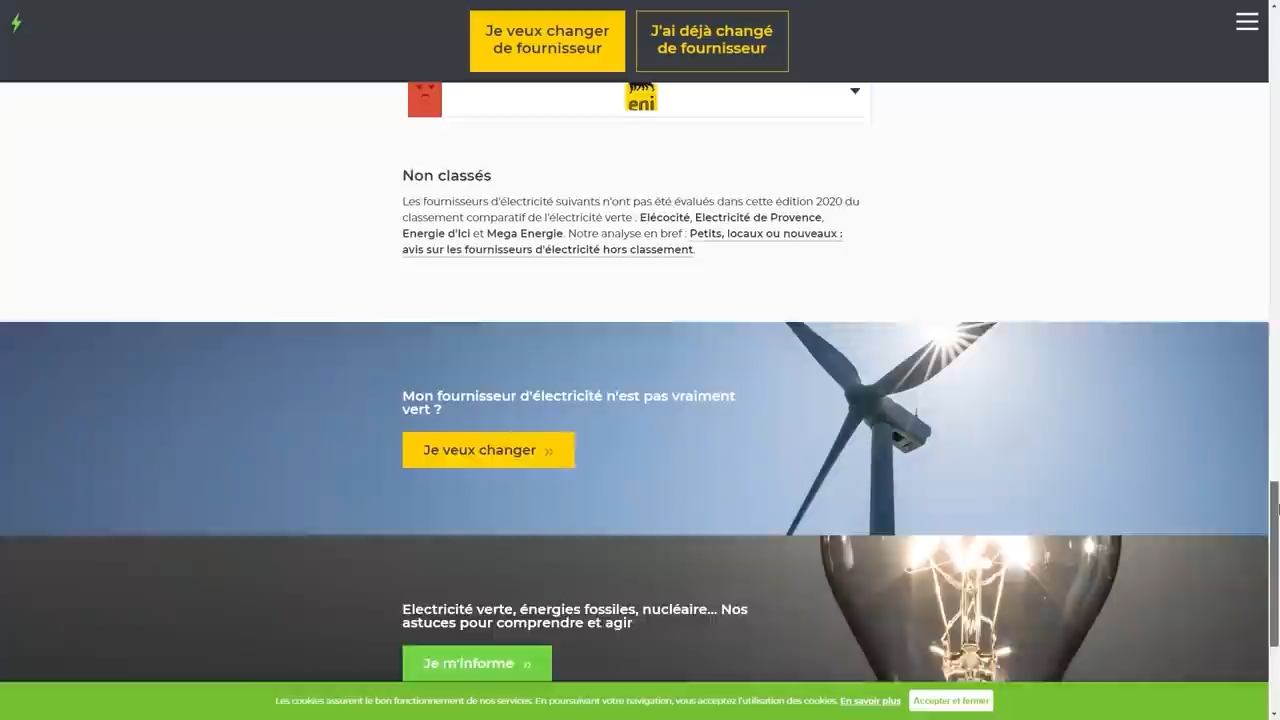 Je veux changer
de fournisseur
J'ai déjà changé
de fournisseur
eni
Non classés
Les fournisseurs d'électricité suivants n'ont pas été évalués dans cette édition 2020 du
classement comparatif de l'électricité verte : Elécocité, Electricité de Provence,
Energie d'Ici et Mega Energie. Notre analyse en bref : Petits, locaux ou nouveaux :
avis sur les fournisseurs d'électricité hors classement.
Mon fournisseur d'électricité n'est pas vraiment
vert ?
Je veux changer »
Electricité verte, énergies fossiles, nucléaire... Nos
astuces pour comprendre et agir
Je m'informe »
Les cookies assurent le bon fonctionnement de nos services. En poursuivant votre navigation, vous acceptez l'utilisation des cookies. En savoir plus
Accepter et fermer